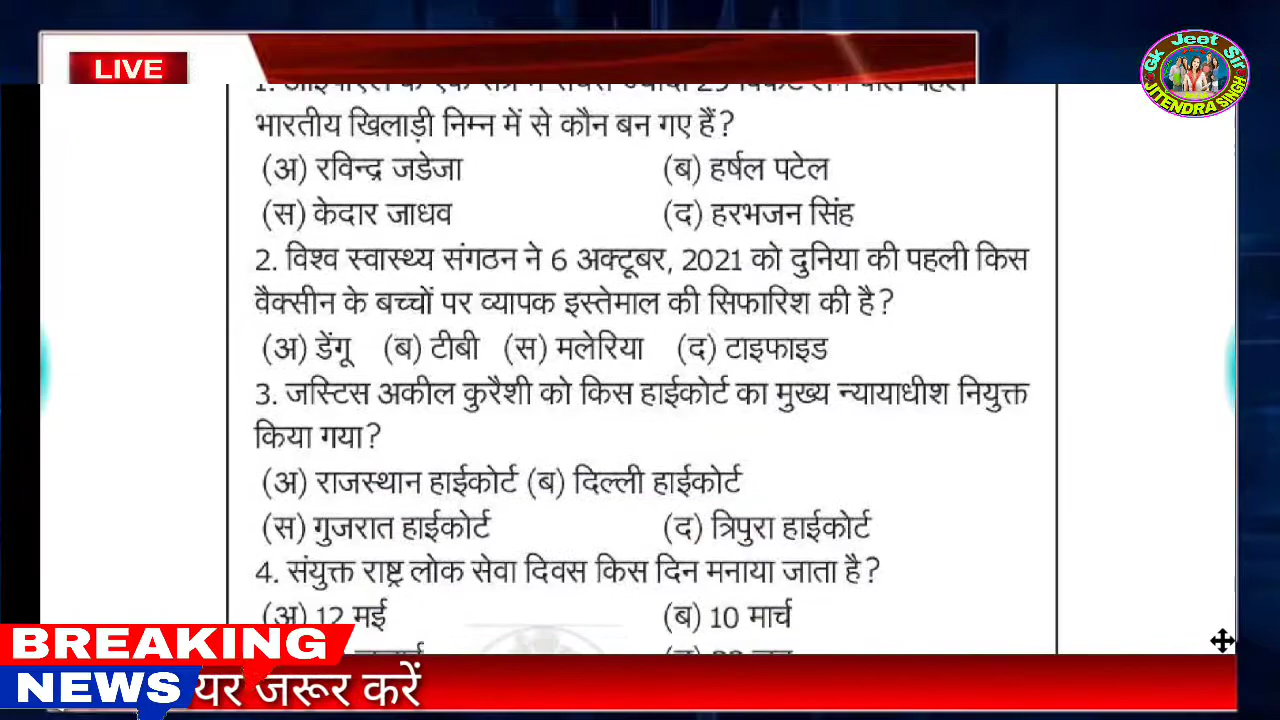 LIVE
GK Jeet Sir
JITENDRA SINGH
भारतीय खिलाड़ी निम्न में से कौन बन गए हैं?
(अ) रविन्द्र जडेजा (ब) हर्षल पटेल
(स) केदार जाधव (द) हरभजन सिंह
2. विश्व स्वास्थ्य संगठन ने 6 अक्टूबर, 2021 को दुनिया की पहली किस
वैक्सीन के बच्चों पर व्यापक इस्तेमाल की सिफारिश की है?
(अ) डेंगू (ब) टीबी (स) मलेरिया (द) टाइफाइड
3. जस्टिस अकील कुरैशी को किस हाईकोर्ट का मुख्य न्यायाधीश नियुक्त
किया गया?
(अ) राजस्थान हाईकोर्ट (ब) दिल्ली हाईकोर्ट
(स) गुजरात हाईकोर्ट (द) त्रिपुरा हाईकोर्ट
4. संयुक्त राष्ट्र लोक सेवा दिवस किस दिन मनाया जाता है?
(अ) 12 मई (ब) 10 मार्च
BREAKING
NEWS जरूर करें